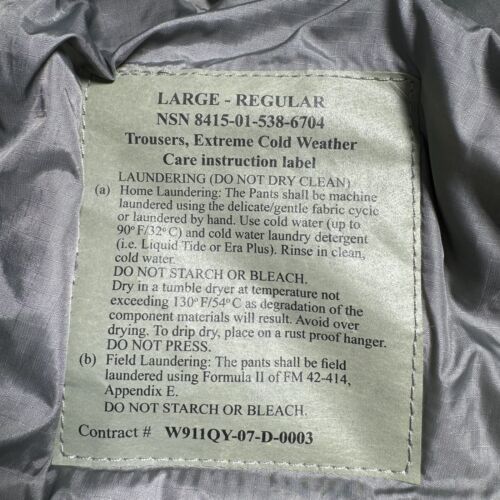 LARGE - REGULAR
NSN 8415-01-538-6704
Trousers, Extreme Cold Weather
Care instruction label
LAUNDERING (DO NOT DRY CLEAN)
(a) Home Laundering: The Pants shall be machine
laundered using the delicate/gentle fabric cycle
or laundered by hand. Use cold water (up to
90°F/32°C) and cold water laundry detergent
(i.e. Liquid Tide or Era Plus). Rinse in clean,
cold water.
DO NOT STARCH OR BLEACH.
Dry in a tumble dryer at temperature not
exceeding 130°F/54°C as degradation of the
component materials will result. Avoid over
drying. To drip dry, place on a rust proof hanger.
DO NOT PRESS.
(b) Field Laundering: The pants shall be field
laundered using Formula II of FM 42-414,
Appendix E.
DO NOT STARCH OR BLEACH.
Contract # W911QY-07-D-0003